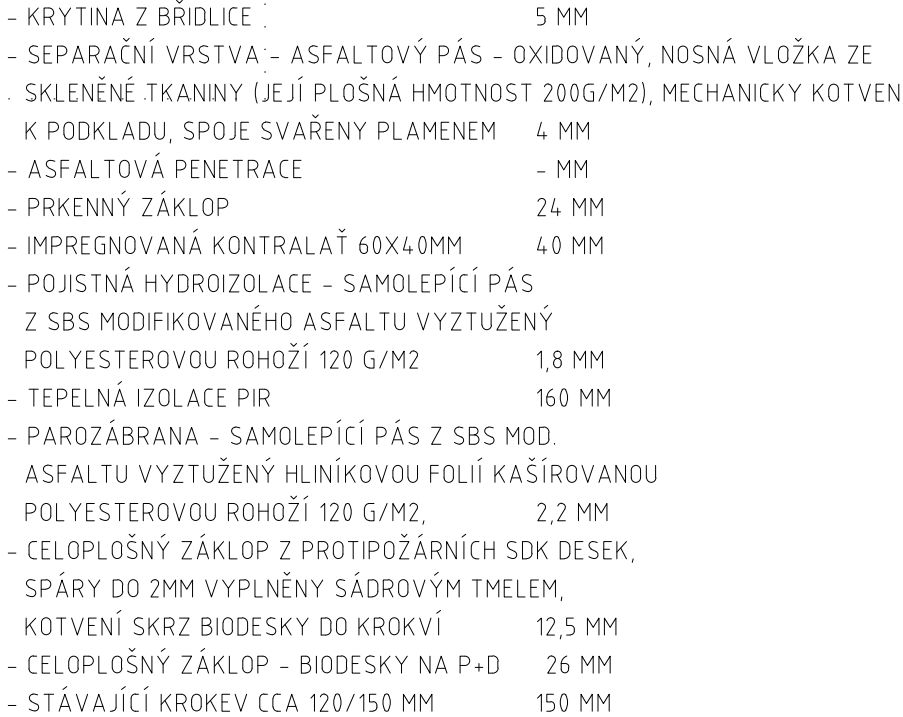 - KRYTINA Z BŘIDLICE 5 MM
- SEPARAČNÍ VRSTVA - ASFALTOVÝ PÁS - OXIDOVANÝ, NOSNÁ VLOŽKA ZE
SKLENĚNÉ TKANINY (JEJÍ PLOŠNÁ HMOTNOST 200G/M2), MECHANICKY KOTVEN
K PODKLADU, SPOJE SVAŘENY PLAMENEM 4 MM
- ASFALTOVÁ PENETRACE - MM
- PRKENNÝ ZÁKLOP 24 MM
- IMPREGNOVANÁ KONTRALAŤ 60X40MM 40 MM
- POJISTNÁ HYDROIZOLACE - SAMOLEPÍCÍ PÁS
Z SBS MODIFIKOVANÉHO ASFALTU VYZTUŽENÝ
POLYESTEROVOU ROHOŽÍ 120 G/M2 1,8 MM
- TEPELNÁ IZOLACE PIR 160 MM
- PAROZÁBRANA - SAMOLEPÍCÍ PÁS Z SBS MOD.
ASFALTU VYZTUŽENÝ HLINÍKOVOU FOLIÍ KAŠÍROVANOU
POLYESTEROVOU ROHOŽÍ 120 G/M2, 2,2 MM
- CELOPLOŠNÝ ZÁKLOP Z PROTIPOŽÁRNÍCH SDK DESEK,
SPÁRY DO 2MM VYPLNĚNY SÁDROVÝM TMELEM,
KOTVENÍ SKRZ BIODESKY DO KROKVÍ 12,5 MM
- CELOPLOŠNÝ ZÁKLOP - BIODESKY NA P+D 26 MM
- STÁVAJÍCÍ KROKEV CCA 120/150 MM 150 MM